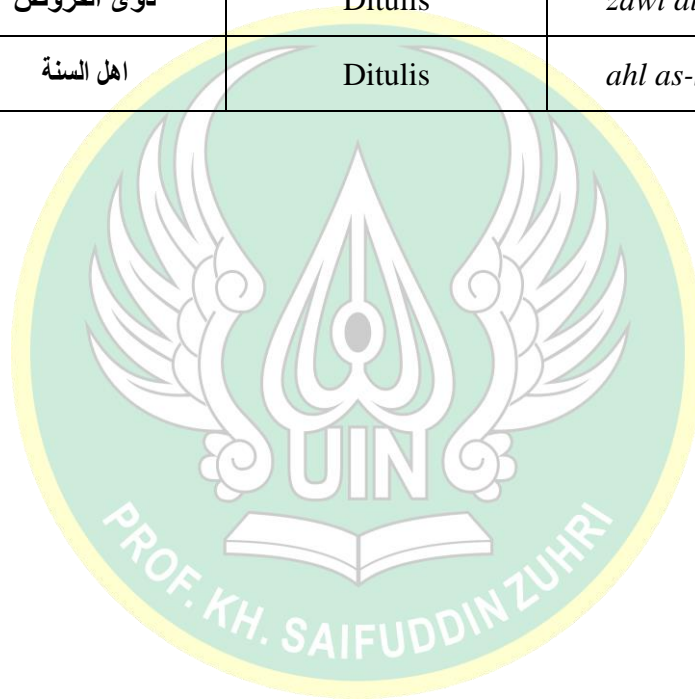 اهل السنة Ditulis ahl as-
UIN
PROF. KH. SAIFUDDIN ZUHRI